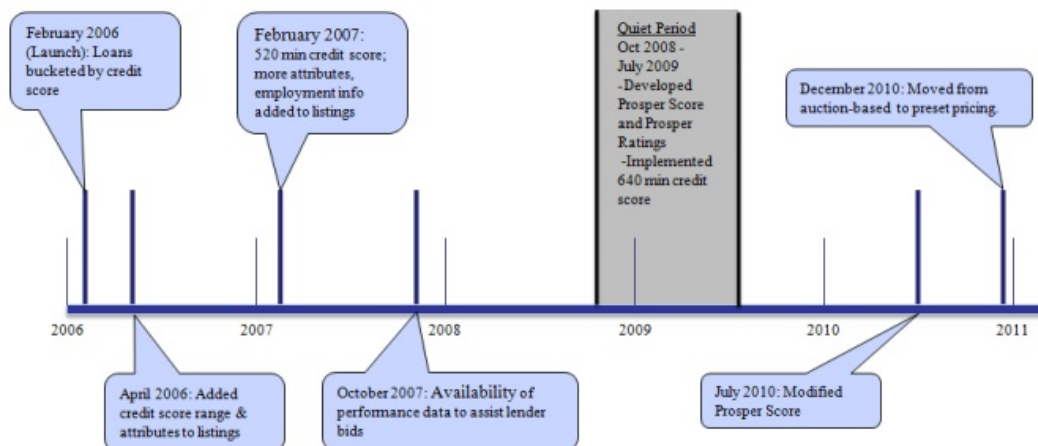 February 2006
(Launch): Loans
bucketed by credit
score
February 2007:
520 min credit score;
more attributes,
employment info
added to listings
Quiet Period
Oct 2008 -
July 2009
-Developed
Prosper Score
and Prosper
Ratings
-Implemented
640 min credit
score
December 2010: Moved from
auction-based to preset pricing.
2006
2007
2008
2009
2010
2011
April 2006: Added
credit score range &
attributes to listings
October 2007: Availability of
performance data to assist lender
bids
July 2010: Modified
Prosper Score